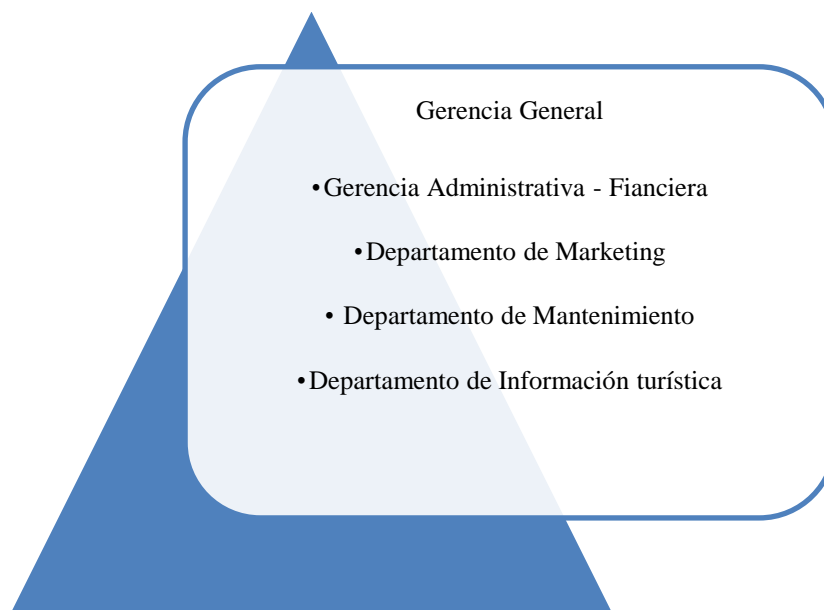 Gerencia General
•Gerencia Administrativa - Fianciera
•Departamento de Marketing
• Departamento de Mantenimiento
•Departamento de Información turística